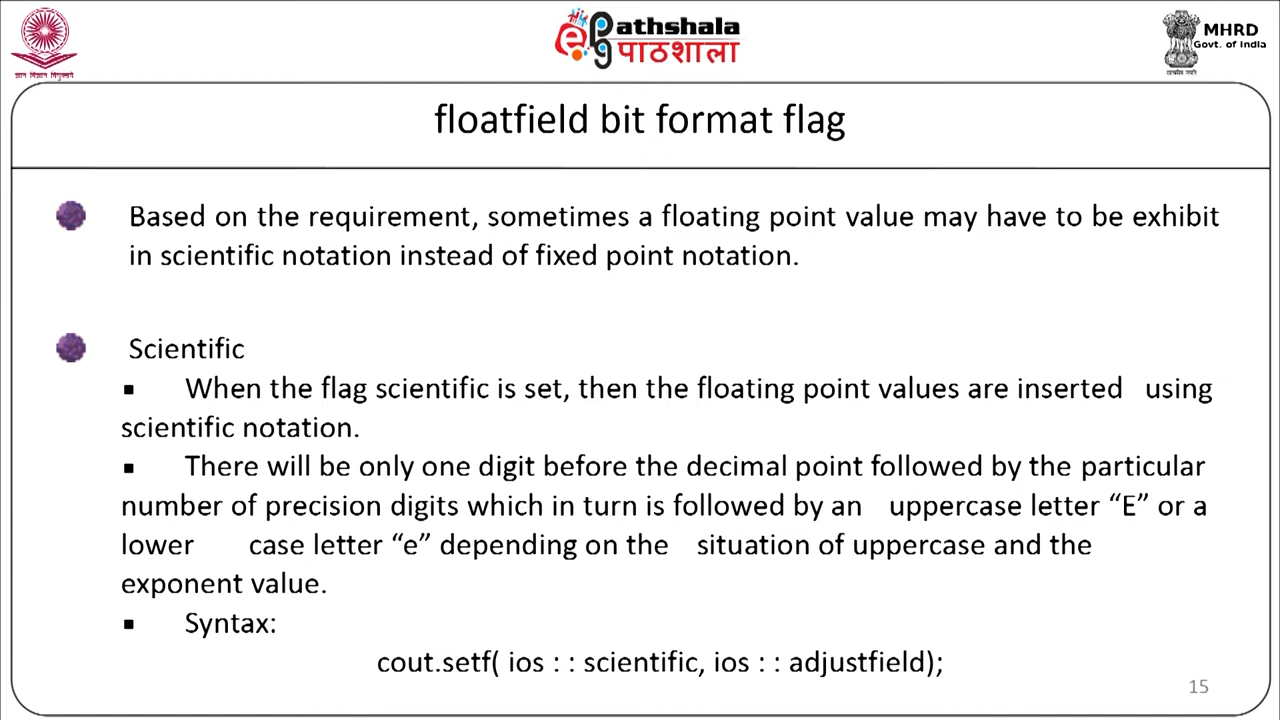 ePathshala
पाठशाला
MHRD
Govt. of India
ज्ञान विज्ञान विमुक्तये
सत्यमेव जयते
floatfield bit format flag
Based on the requirement, sometimes a floating point value may have to be exhibit
in scientific notation instead of fixed point notation.
Scientific
▪ When the flag scientific is set, then the floating point values are inserted using
scientific notation.
▪ There will be only one digit before the decimal point followed by the particular
number of precision digits which in turn is followed by an uppercase letter “E” or a
lower case letter “e” depending on the situation of uppercase and the
exponent value.
▪ Syntax:
cout.setf( ios : : scientific, ios : : adjustfield);
15